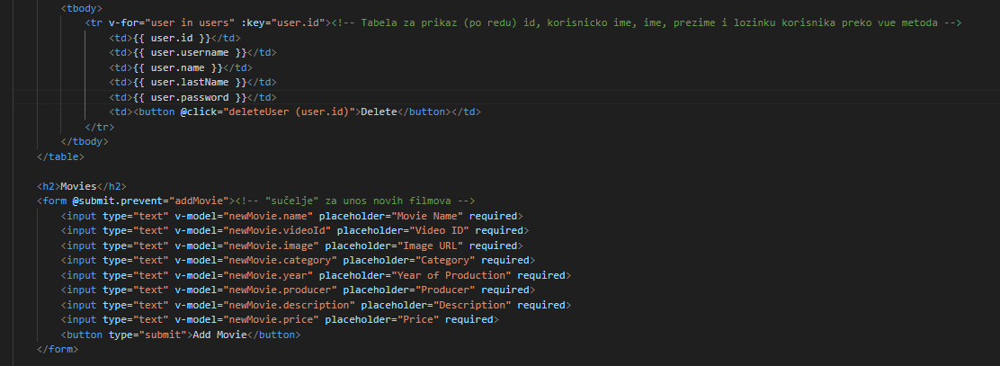 <tbody>
<tr v-for="user in users" :key="user.id"><!-- Tabela za prikaz (po redu) id, korisnicko ime, ime, prezime i lozinku korisnika preko vue metoda -->
<td>{{ user.id }}</td>
<td>{{ user.username }}</td>
<td>{{ user.name }}</td>
<td>{{ user.lastName }}</td>
<td>{{ user.password }}</td>
<td><button @click="deleteUser (user.id)">Delete</button></td>
</tr>
</tbody>
</table>
<h2>Movies</h2>
<form @submit.prevent="addMovie"><!-- "sučelje" za unos novih filmova -->
<input type="text" v-model="newMovie.name" placeholder="Movie Name" required>
<input type="text" v-model="newMovie.videoId" placeholder="Video ID" required>
<input type="text" v-model="newMovie.image" placeholder="Image URL" required>
<input type="text" v-model="newMovie.category" placeholder="Category" required>
<input type="text" v-model="newMovie.year" placeholder="Year of Production" required>
<input type="text" v-model="newMovie.producer" placeholder="Producer" required>
<input type="text" v-model="newMovie.description" placeholder="Description" required>
<input type="text" v-model="newMovie.price" placeholder="Price" required>
<button type="submit">Add Movie</button>
</form>